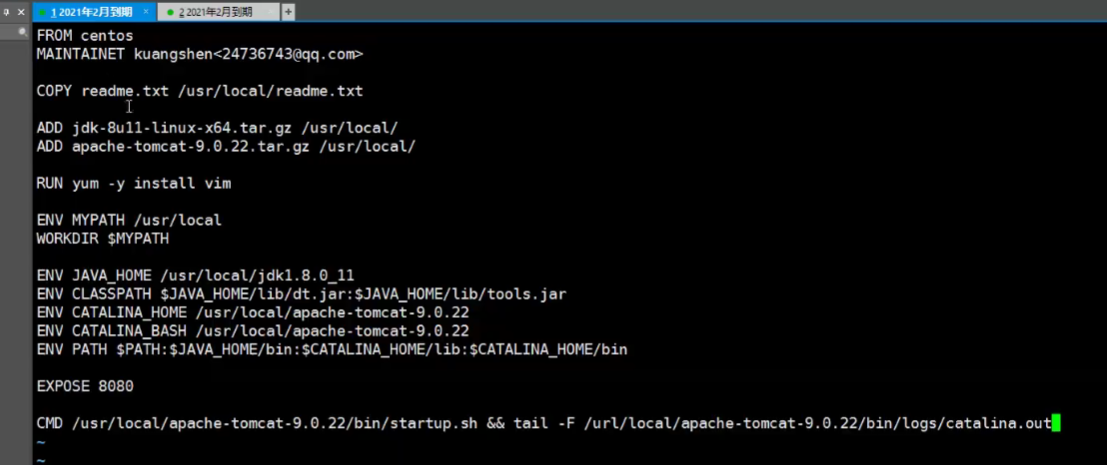 1 2021年2月到期 × 2 2021年2月到期 × +
FROM centos
MAINTAINET kuangshen<24736743@qq.com>
COPY readme.txt /usr/local/readme.txt
ADD jdk-8u11-linux-x64.tar.gz /usr/local/
ADD apache-tomcat-9.0.22.tar.gz /usr/local/
RUN yum -y install vim
ENV MYPATH /usr/local
WORKDIR $MYPATH
ENV JAVA_HOME /usr/local/jdk1.8.0_11
ENV CLASSPATH $JAVA_HOME/lib/dt.jar:$JAVA_HOME/lib/tools.jar
ENV CATALINA_HOME /usr/local/apache-tomcat-9.0.22
ENV CATALINA_BASH /usr/local/apache-tomcat-9.0.22
ENV PATH $PATH:$JAVA_HOME/bin:$CATALINA_HOME/lib:$CATALINA_HOME/bin
EXPOSE 8080
CMD /usr/local/apache-tomcat-9.0.22/bin/startup.sh && tail -F /url/local/apache-tomcat-9.0.22/bin/logs/catalina.out
~
~